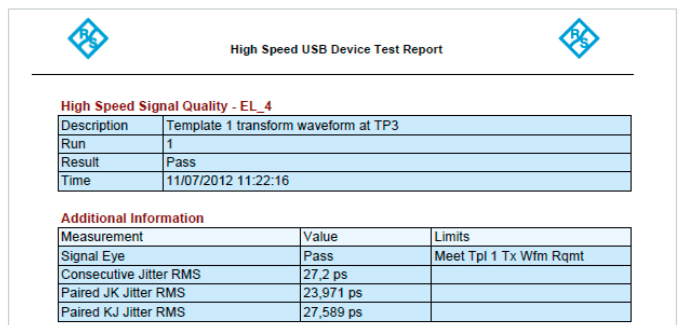 R&S R&S
High Speed USB Device Test Report
High Speed Signal Quality - EL_4
Description Template 1 transform waveform at TP3
Run 1
Result Pass
Time 11/07/2012 11:22:16
Additional Information
Measurement Value Limits
Signal Eye Pass Meet Tpl 1 Tx Wfm Rqmt
Consecutive Jitter RMS 27,2 ps
Paired JK Jitter RMS 23,971 ps
Paired KJ Jitter RMS 27,589 ps